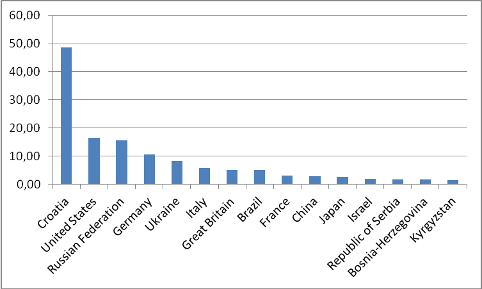 60,00
50,00
40,00
30,00
20,00
10,00
0,00
Croatia
United States
Russian Federation
Germany
Ukraine
Italy
Great Britain
Brazil
France
China
Japan
Israel
Republic of Serbia
Bosnia-Herzegovina
Kyrgyzstan